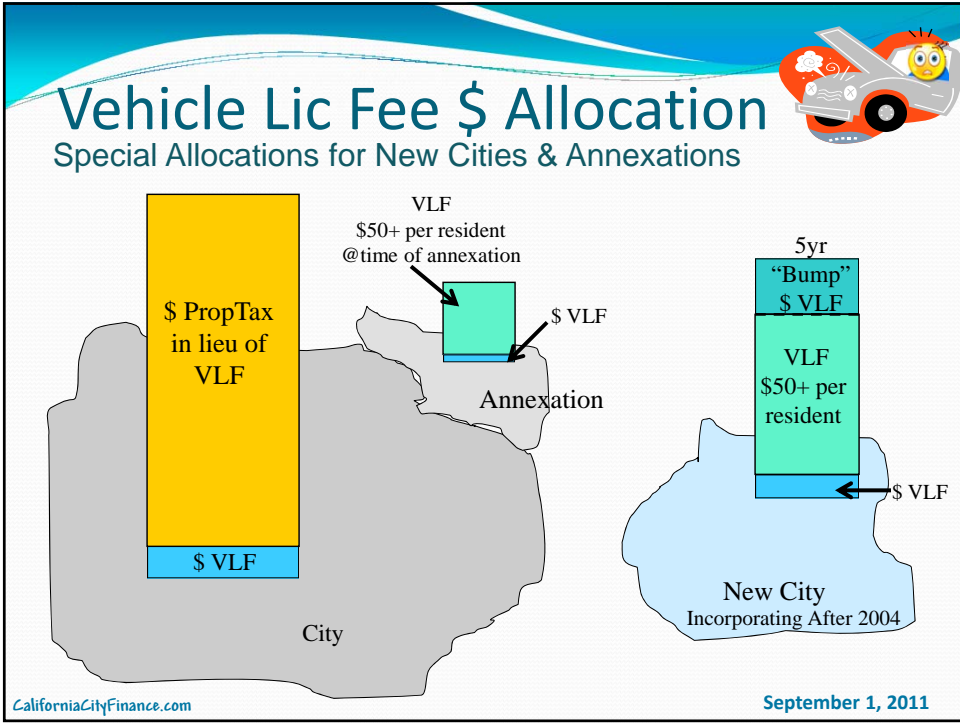 Vehicle Lic Fee $ Allocation
Special Allocations for New Cities & Annexations
$ PropTax
in lieu of
VLF
$ VLF
City
VLF
$50+ per resident
@time of annexation
$ VLF
Annexation
5yr
“Bump”
$ VLF
VLF
$50+ per
resident
$ VLF
New City
Incorporating After 2004
CaliforniaCityFinance.com
September 1, 2011